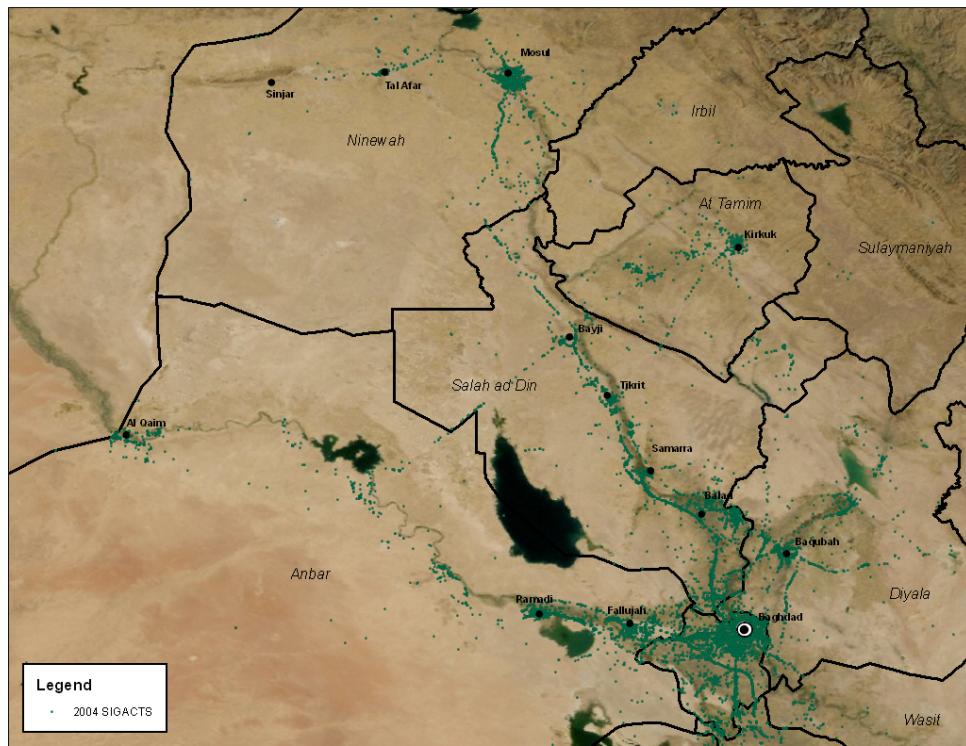 Mosul
Tal Afar
Sinjar
Irbil
Ninewah
At Tamim
Kirkuk
Sulaymaniyah
Bayji
Salah ad Din
Tikrit
Al Qaim
Samarra
Balad
Baqubah
Anbar
Diyala
Ramadi
Fallujah
Baghdad
Legend
2004 SIGACTS
Wasit